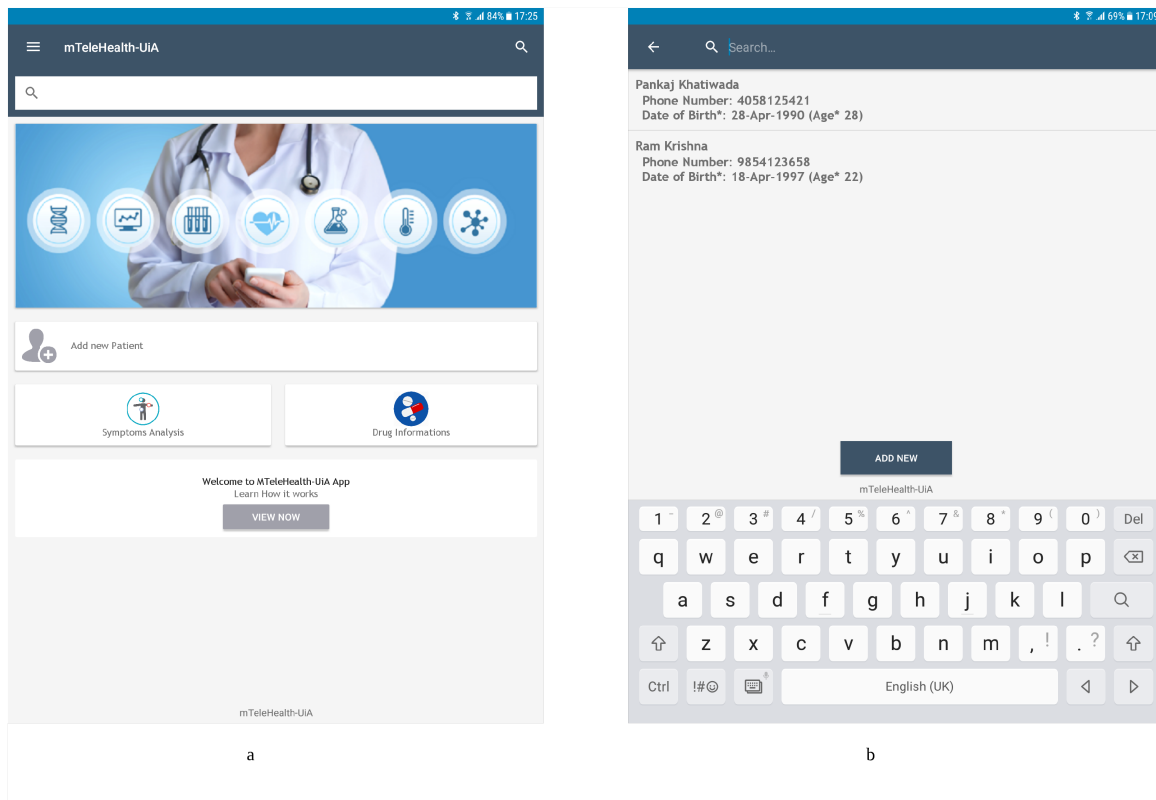 84% 17:25
mTeleHealth-UiA
Add new Patient
Symptoms Analysis
Drug Informations
Welcome to MTeleHealth-UiA App
Learn How it works
VIEW NOW
mTeleHealth-UiA
a
69% 17:09
Search...
Pankaj Khatiwada
Phone Number: 4058125421
Date of Birth*: 28-Apr-1990 (Age* 28)
Ram Krishna
Phone Number: 9854123658
Date of Birth*: 18-Apr-1997 (Age* 22)
ADD NEW
mTeleHealth-UiA
1 - 2 @ 3 # 4 / 5 % 6 ^ 7 & 8 * 9 ( 0 ) Del
q w e r t y u i o p
a s d f g h j k l
z x c v b n m , ! . ?
Ctrl !#☺ English (UK)
b